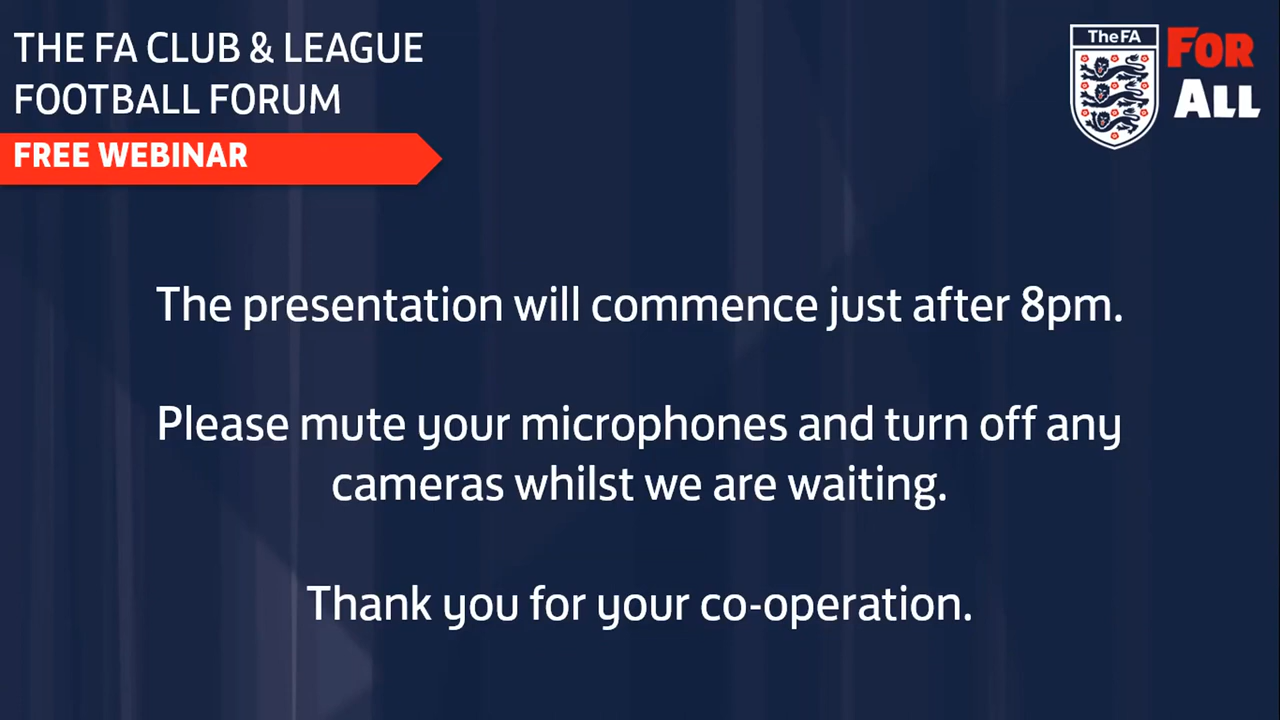 THE FA CLUB & LEAGUE
FOOTBALL FORUM
FREE WEBINAR
TheFA
FOR
ALL
The presentation will commence just after 8pm.
Please mute your microphones and turn off any
cameras whilst we are waiting.
Thank you for your co-operation.